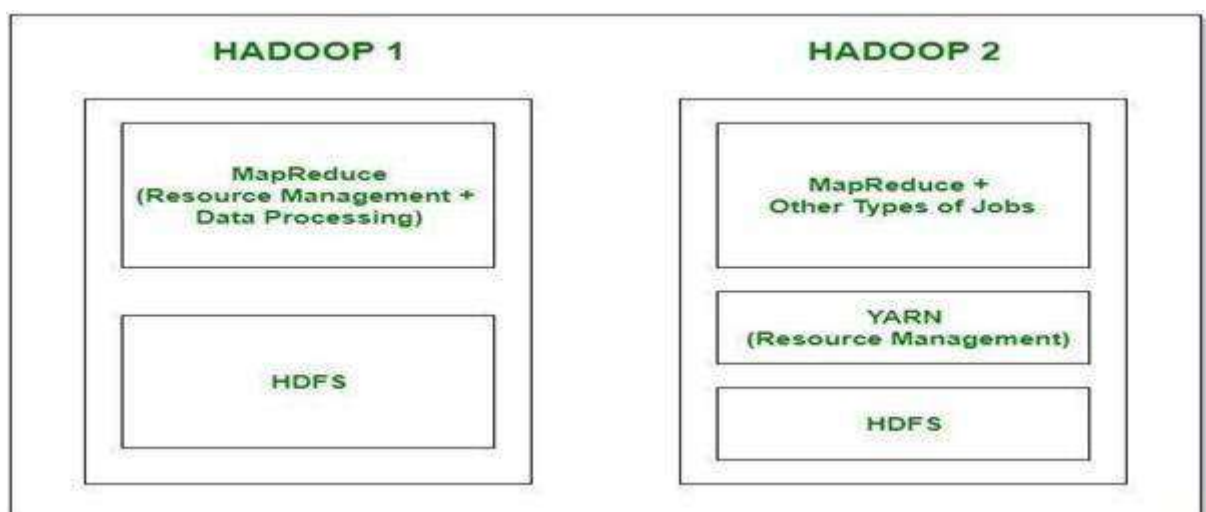 HADOOP 1
MapReduce
(Resource Management +
Data Processing)
HDFS
HADOOP 2
MapReduce +
Other Types of Jobs
YARN
(Resource Management)
HDFS